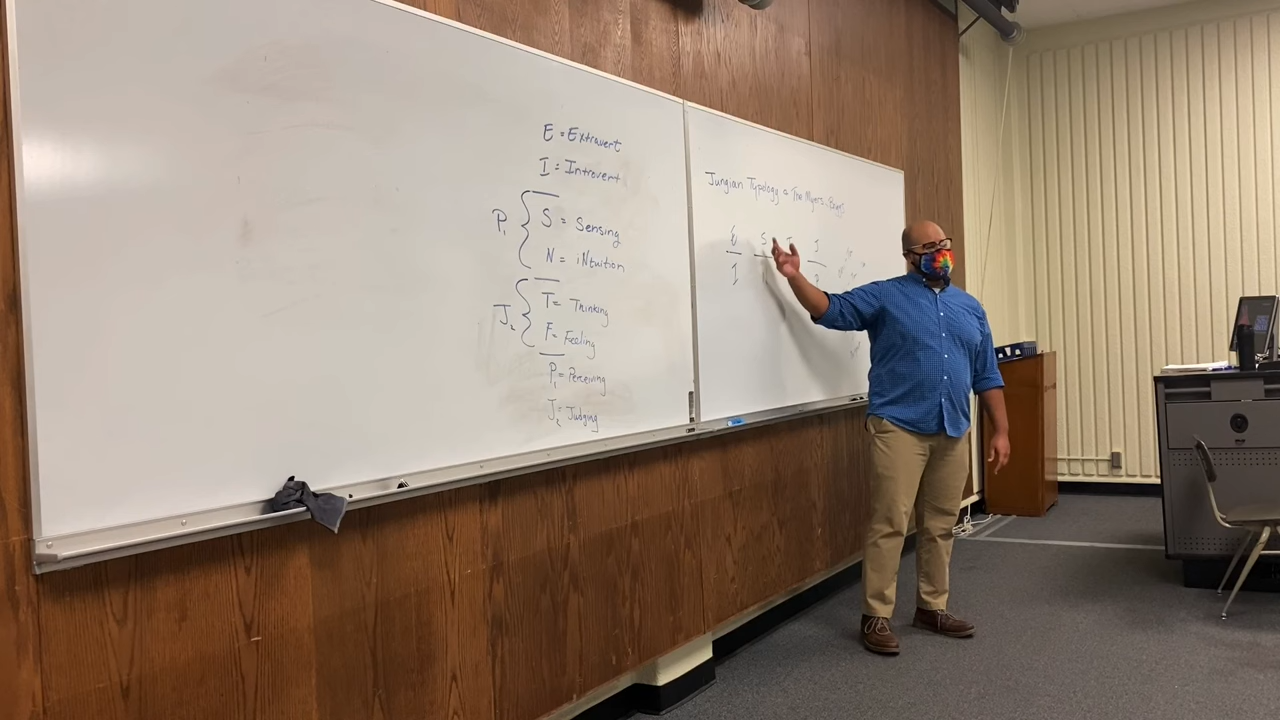 E = Extravert
I = Introvert
P₁ S = Sensing
N = iNtuition
J₂ T = Thinking
F = Feeling
P₁ = Perceiving
J₂ = Judging
Jungian Typology & The Myers-Briggs
E S T J
I P